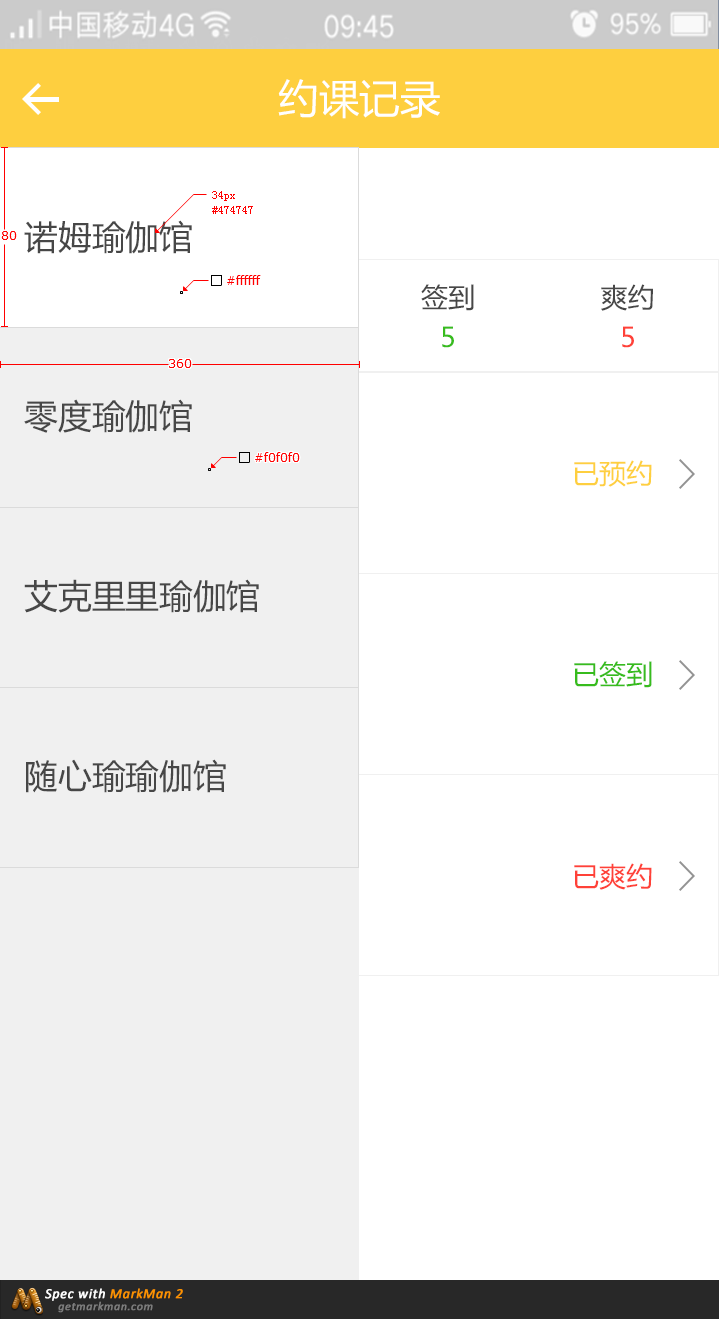 中国移动4G 09:45 95%
约课记录
34px
#474747
80
诺姆瑜伽馆
#ffffff
签到 爽约
5 5
360
零度瑜伽馆
#f0f0f0
已预约
艾克里里瑜伽馆
已签到
随心瑜瑜伽馆
已爽约
Spec with MarkMan 2
getmarkman.com